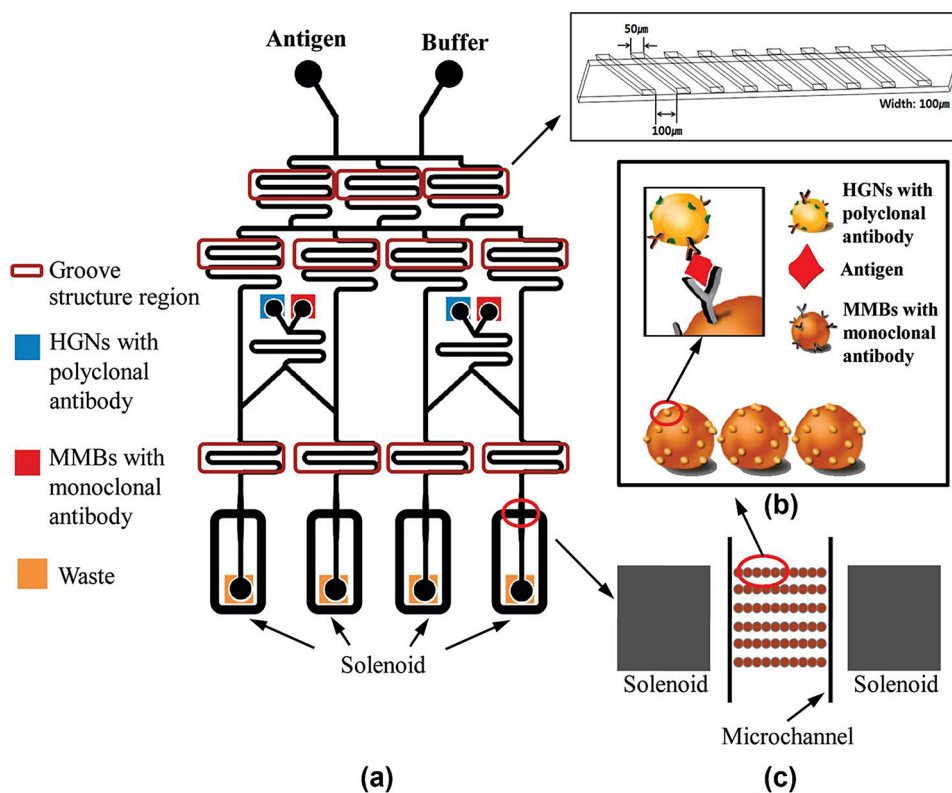 Antigen
Buffer
50㎛
100㎛
Width: 100㎛
Groove
structure region
HGNs with
polyclonal
antibody
MMBs with
monoclonal
antibody
Waste
Solenoid
(a)
HGNs with
polyclonal
antibody
Antigen
MMBs with
monoclonal
antibody
(b)
Solenoid
Solenoid
Microchannel
(c)